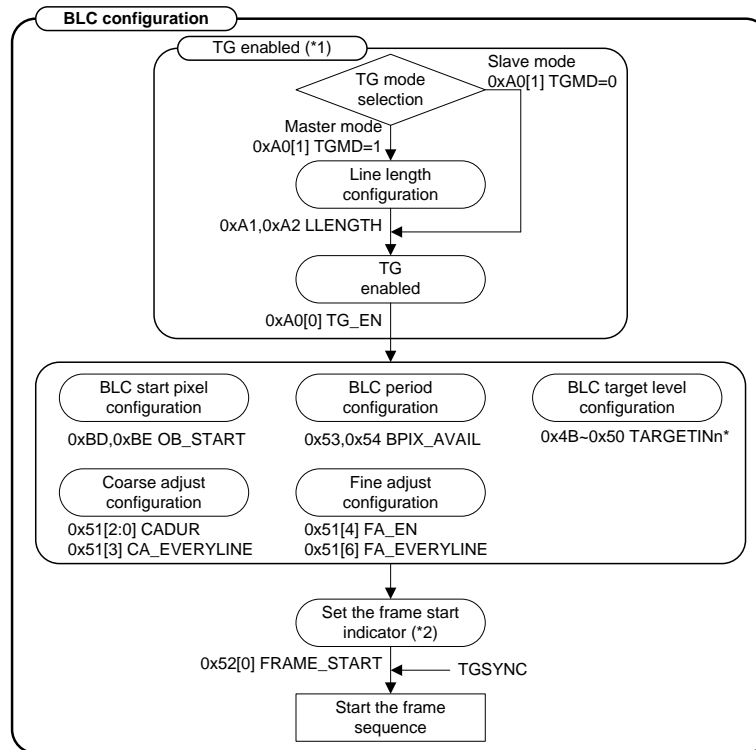 BLC configuration
TG enabled (*1)
TG mode
selection
Slave mode
0xA0[1] TGMD=0
Master mode
0xA0[1] TGMD=1
Line length
configuration
0xA1,0xA2 LLENGTH
TG
enabled
0xA0[0] TG_EN
BLC start pixel
configuration
0xBD,0xBE OB_START
BLC period
configuration
0x53,0x54 BPIX_AVAIL
BLC target level
configuration
0x4B~0x50 TARGETINn*
Coarse adjust
configuration
0x51[2:0] CADUR
0x51[3] CA_EVERYLINE
Fine adjust
configuration
0x51[4] FA_EN
0x51[6] FA_EVERYLINE
Set the frame start
indicator (*2)
0x52[0] FRAME_START
TGSYNC
Start the frame
sequence